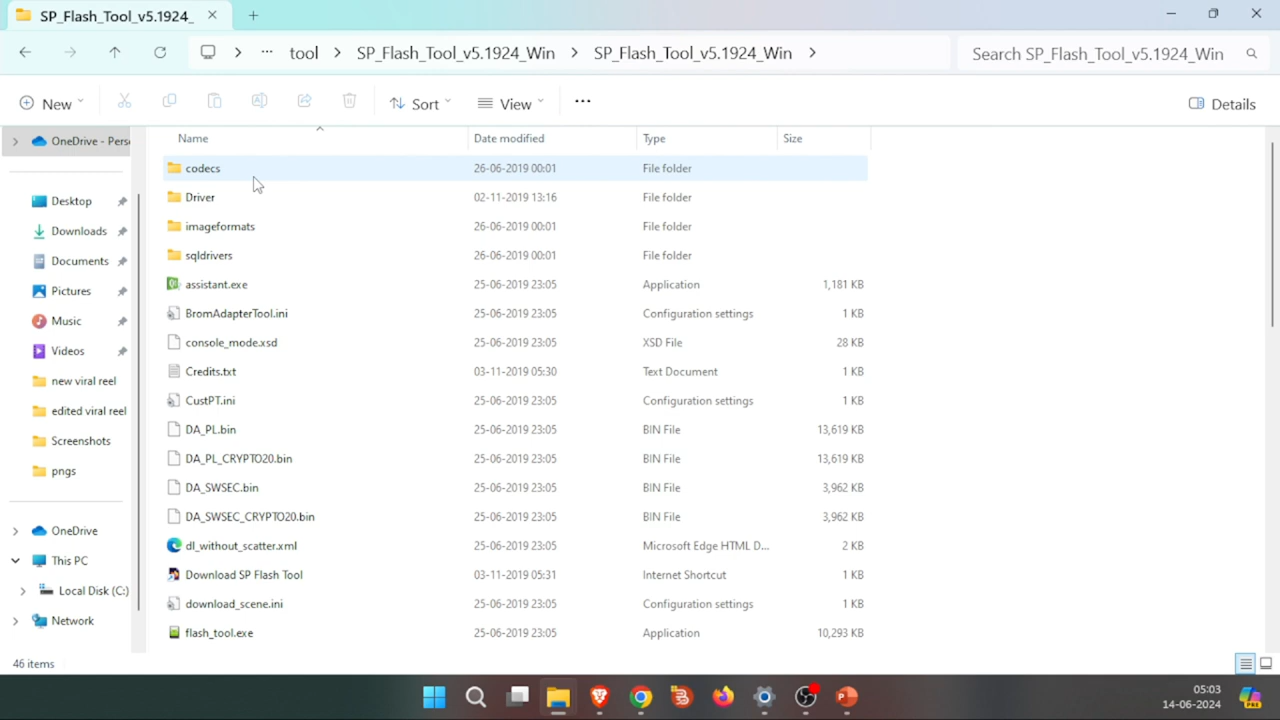 SP_Flash_Tool_v5.1924_
tool > SP_Flash_Tool_v5.1924_Win > SP_Flash_Tool_v5.1924_Win >
Search SP_Flash_Tool_v5.1924_Win
New Sort View ... Details
Name Date modified Type Size
OneDrive - Pers
Desktop
Downloads
Documents
Pictures
Music
Videos
new viral reel
edited viral reel
Screenshots
pngs
OneDrive
This PC
Local Disk (C:)
Network
codecs 26-06-2019 00:01 File folder
Driver 02-11-2019 13:16 File folder
imageformats 26-06-2019 00:01 File folder
sqldrivers 26-06-2019 00:01 File folder
assistant.exe 25-06-2019 23:05 Application 1,181 KB
BromAdapterTool.ini 25-06-2019 23:05 Configuration settings 1 KB
console_mode.xsd 25-06-2019 23:05 XSD File 28 KB
Credits.txt 03-11-2019 05:30 Text Document 1 KB
CustPT.ini 25-06-2019 23:05 Configuration settings 1 KB
DA_PL.bin 25-06-2019 23:05 BIN File 13,619 KB
DA_PL_CRYPTO20.bin 25-06-2019 23:05 BIN File 13,619 KB
DA_SWSEC.bin 25-06-2019 23:05 BIN File 3,962 KB
DA_SWSEC_CRYPTO20.bin 25-06-2019 23:05 BIN File 3,962 KB
dl_without_scatter.xml 25-06-2019 23:05 Microsoft Edge HTML D... 2 KB
Download SP Flash Tool 03-11-2019 05:31 Internet Shortcut 1 KB
download_scene.ini 25-06-2019 23:05 Configuration settings 1 KB
flash_tool.exe 25-06-2019 23:05 Application 10,293 KB
46 items
05:03
14-06-2024
PRE